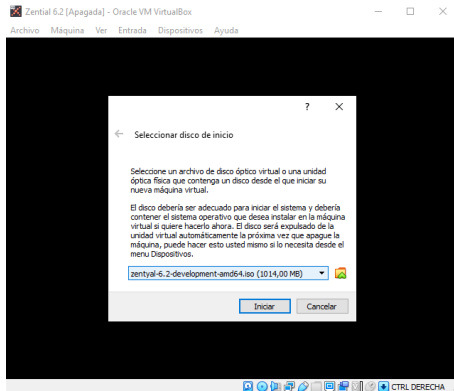 Zential 6.2 [Apagada] - Oracle VM VirtualBox
Archivo Máquina Ver Entrada Dispositivos Ayuda
?
Seleccionar disco de inicio
Seleccione un archivo de disco óptico virtual o una unidad
óptica física que contenga un disco desde el que iniciar su
nueva máquina virtual.
El disco debería ser adecuado para iniciar el sistema y debería
contener el sistema operativo que desea instalar en la máquina
virtual si quiere hacerlo ahora. El disco será expulsado de la
unidad virtual automáticamente la próxima vez que apague la
máquina, puede hacer esto usted mismo si lo necesita desde el
menu Dispositivos.
zentyal-6.2-development-amd64.iso (1014,00 MB)
Iniciar Cancelar
CTRL DERECHA